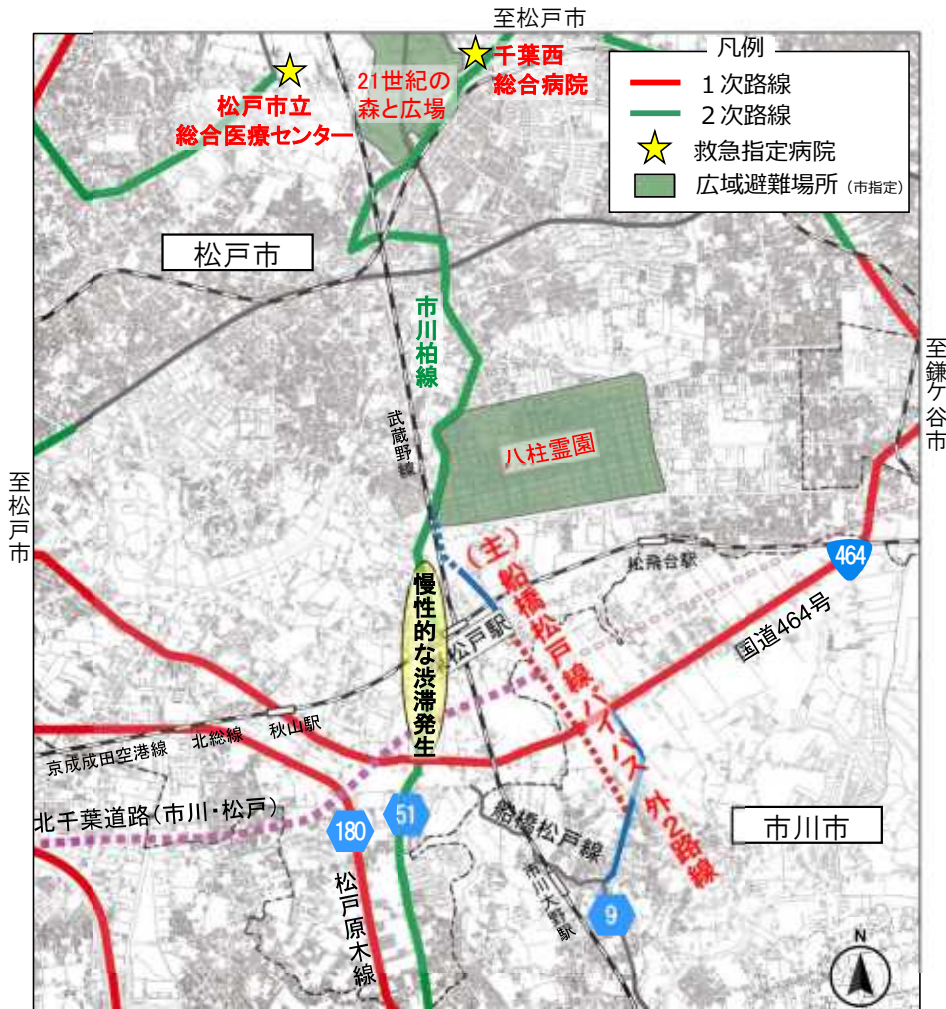 至松戸市
凡例
1次路線
2次路線
救急指定病院
広域避難場所(市指定)
千葉西
総合病院
21世紀の
森と広場
松戸市立
総合医療センター
松戸市
市川柏線
武蔵野線
八柱霊園
至鎌ケ谷市
至松戸市
464
松飛台駅
(主)船橋松戸線バイパス 外2路線
慢性的な渋滞発生
松戸駅
国道464号
秋山駅
北総線
京成成田空港線
北千葉道路(市川・松戸)
180
51
船橋松戸線
市川市
市川大野駅
松戸原木線
9
N